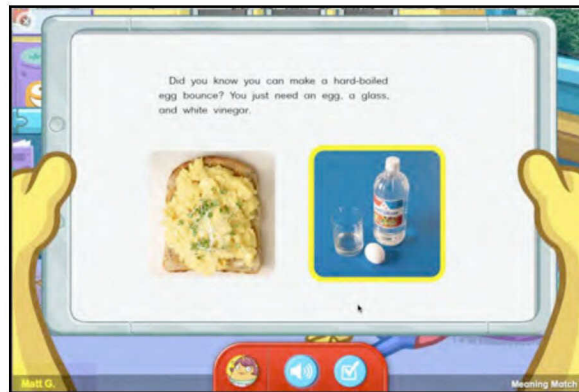 Did you know you can make a hard-boiled
egg bounce? You just need an egg, a glass,
and white vinegar.
Matt G.
Meaning Match